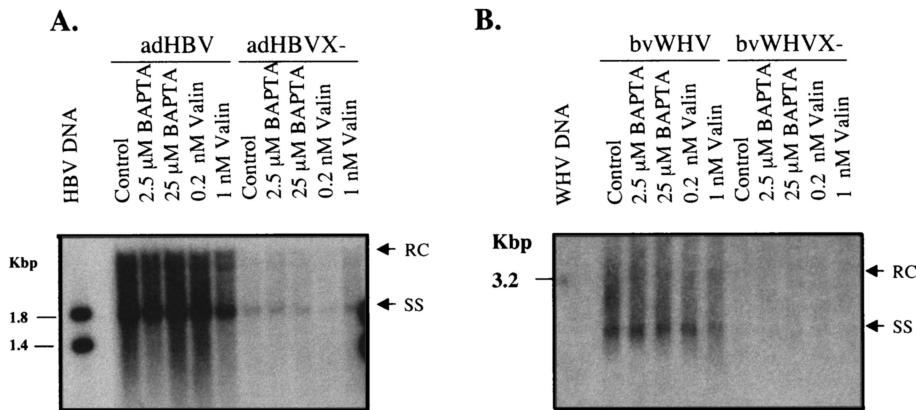 A.
adHBV adHBVX-
HBV DNA
Control
2.5 µM BAPTA
25 µM BAPTA
0.2 nM Valin
1 nM Valin
Control
2.5 µM BAPTA
25 µM BAPTA
0.2 nM Valin
1 nM Valin
Kbp
1.8
1.4
RC
SS
B.
bvWHV bvWHVX-
WHV DNA
Control
2.5 µM BAPTA
25 µM BAPTA
0.2 nM Valin
1 nM Valin
Control
2.5 µM BAPTA
25 µM BAPTA
0.2 nM Valin
1 nM Valin
Kbp
3.2
RC
SS